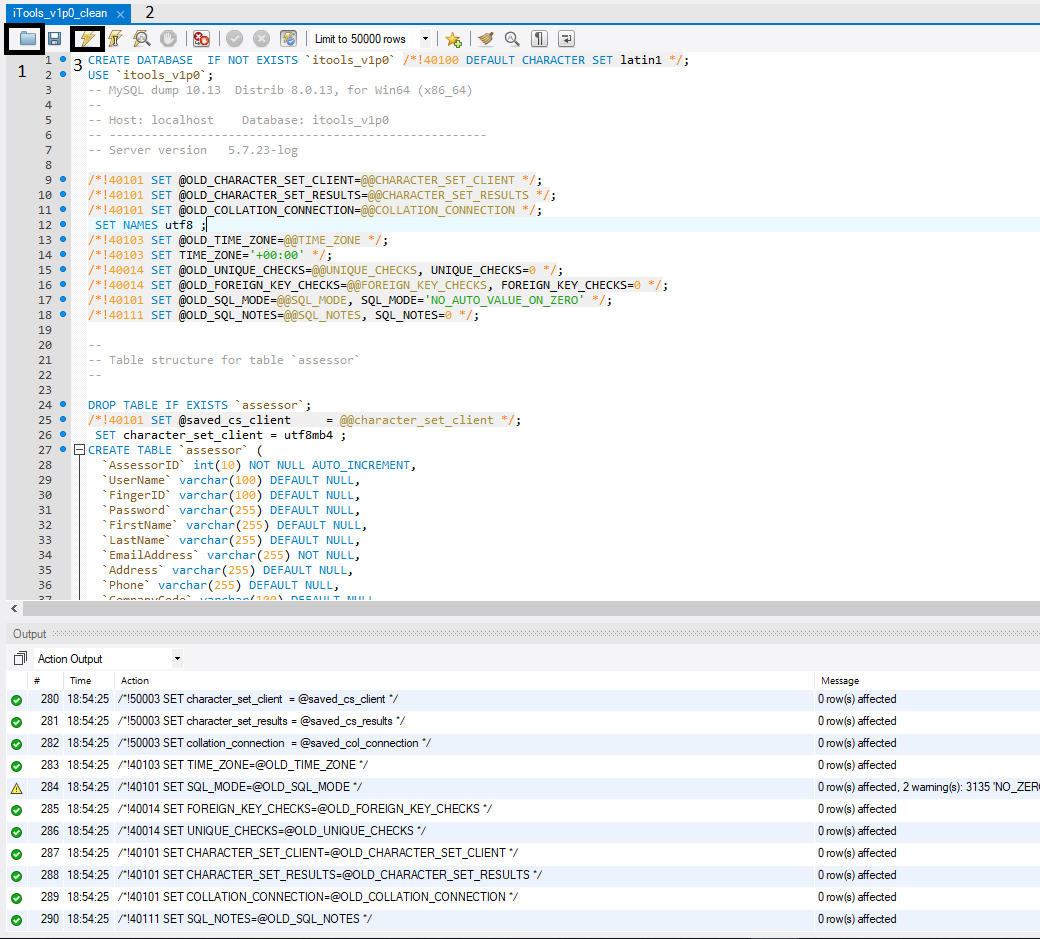 iTools_v1p0_clean × 2
Limit to 50000 rows
1
3
1 CREATE DATABASE  IF NOT EXISTS `itools_v1p0` /*!40100 DEFAULT CHARACTER SET latin1 */;
2 USE `itools_v1p0`;
3 -- MySQL dump 10.13  Distrib 8.0.13, for Win64 (x86_64)
4 --
5 -- Host: localhost    Database: itools_v1p0
6 -- ------------------------------------------------------
7 -- Server version   5.7.23-log
8
9 /*!40101 SET @OLD_CHARACTER_SET_CLIENT=@@CHARACTER_SET_CLIENT */;
10 /*!40101 SET @OLD_CHARACTER_SET_RESULTS=@@CHARACTER_SET_RESULTS */;
11 /*!40101 SET @OLD_COLLATION_CONNECTION=@@COLLATION_CONNECTION */;
12  SET NAMES utf8 ;
13 /*!40103 SET @OLD_TIME_ZONE=@@TIME_ZONE */;
14 /*!40103 SET TIME_ZONE='+00:00' */;
15 /*!40014 SET @OLD_UNIQUE_CHECKS=@@UNIQUE_CHECKS, UNIQUE_CHECKS=0 */;
16 /*!40014 SET @OLD_FOREIGN_KEY_CHECKS=@@FOREIGN_KEY_CHECKS, FOREIGN_KEY_CHECKS=0 */;
17 /*!40101 SET @OLD_SQL_MODE=@@SQL_MODE, SQL_MODE='NO_AUTO_VALUE_ON_ZERO' */;
18 /*!40111 SET @OLD_SQL_NOTES=@@SQL_NOTES, SQL_NOTES=0 */;
19
20 --
21 -- Table structure for table `assessor`
22 --
23
24 DROP TABLE IF EXISTS `assessor`;
25 /*!40101 SET @saved_cs_client     = @@character_set_client */;
26  SET character_set_client = utf8mb4 ;
27 CREATE TABLE `assessor` (
28   `AssessorID` int(10) NOT NULL AUTO_INCREMENT,
29   `UserName` varchar(100) DEFAULT NULL,
30   `FingerID` varchar(100) DEFAULT NULL,
31   `Password` varchar(255) DEFAULT NULL,
32   `FirstName` varchar(255) DEFAULT NULL,
33   `LastName` varchar(255) DEFAULT NULL,
34   `EmailAddress` varchar(255) NOT NULL,
35   `Address` varchar(255) DEFAULT NULL,
36   `Phone` varchar(255) DEFAULT NULL,
37   `CompanyCode` varchar(100) DEFAULT NULL
Output
Action Output
# Time Action Message
280 18:54:25 /*!50003 SET character_set_client  = @saved_cs_client */ 0 row(s) affected
281 18:54:25 /*!50003 SET character_set_results = @saved_cs_results */ 0 row(s) affected
282 18:54:25 /*!50003 SET collation_connection  = @saved_col_connection */ 0 row(s) affected
283 18:54:25 /*!40103 SET TIME_ZONE=@OLD_TIME_ZONE */ 0 row(s) affected
284 18:54:25 /*!40101 SET SQL_MODE=@OLD_SQL_MODE */ 0 row(s) affected, 2 warning(s): 3135 'NO_ZERO
285 18:54:25 /*!40014 SET FOREIGN_KEY_CHECKS=@OLD_FOREIGN_KEY_CHECKS */ 0 row(s) affected
286 18:54:25 /*!40014 SET UNIQUE_CHECKS=@OLD_UNIQUE_CHECKS */ 0 row(s) affected
287 18:54:25 /*!40101 SET CHARACTER_SET_CLIENT=@OLD_CHARACTER_SET_CLIENT */ 0 row(s) affected
288 18:54:25 /*!40101 SET CHARACTER_SET_RESULTS=@OLD_CHARACTER_SET_RESULTS */ 0 row(s) affected
289 18:54:25 /*!40101 SET COLLATION_CONNECTION=@OLD_COLLATION_CONNECTION */ 0 row(s) affected
290 18:54:25 /*!40111 SET SQL_NOTES=@OLD_SQL_NOTES */ 0 row(s) affected